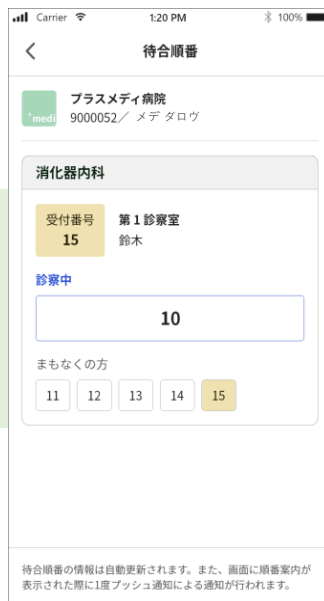 Carrier 1:20 PM 100%
待合順番
+medi
プラスメディ病院
9000052／ メデ ダロヴ
消化器内科
受付番号
15
第1診察室
鈴木
診察中
10
まもなくの方
11 12 13 14 15
待合順番の情報は自動更新されます。また、画面に順番案内が
表示された際に1度プッシュ通知による通知が行われます。